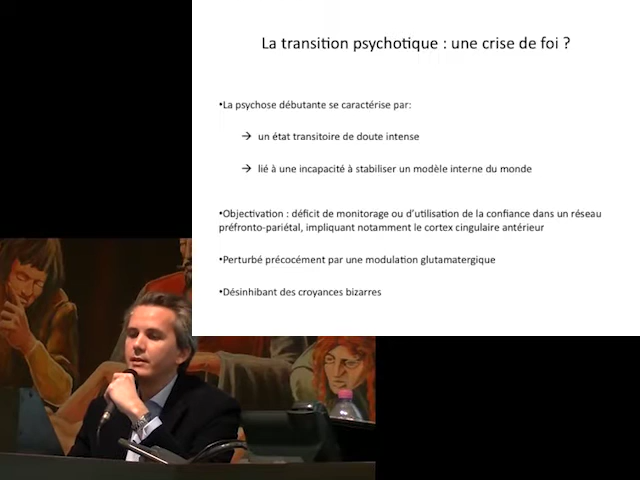 La transition psychotique : une crise de foi ?
•La psychose débutante se caractérise par:
→ un état transitoire de doute intense
→ lié à une incapacité à stabiliser un modèle interne du monde
•Objectivation : déficit de monitorage ou d'utilisation de la confiance dans un réseau
préfronto-pariétal, impliquant notamment le cortex cingulaire antérieur
•Perturbé précocément par une modulation glutamatergique
•Désinhibant des croyances bizarres